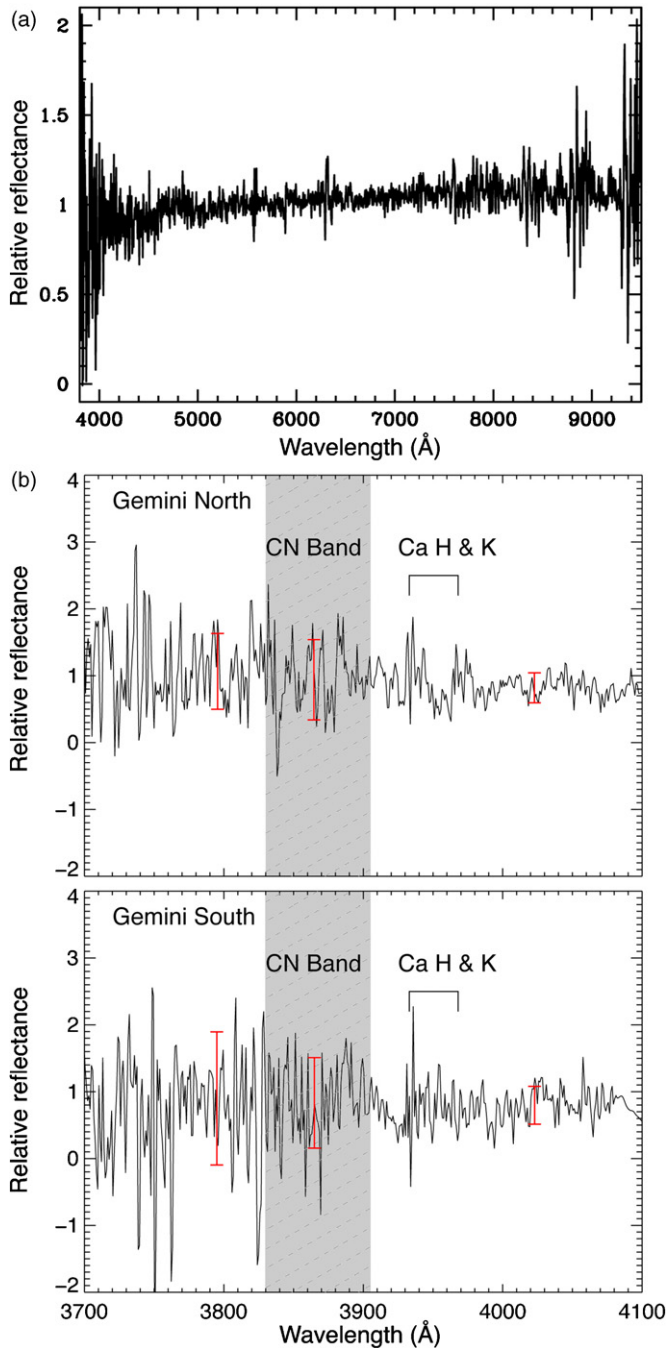 (a)
Relative reflectance
2
1.5
1
0.5
0
4000 5000 6000 7000 8000 9000
Wavelength (Å)
(b)
Relative reflectance
4
3
2
1
0
−1
−2
Gemini North
CN Band
Ca H & K
Relative reflectance
4
3
2
1
0
−1
−2
Gemini South
CN Band
Ca H & K
3700 3800 3900 4000 4100
Wavelength (Å)